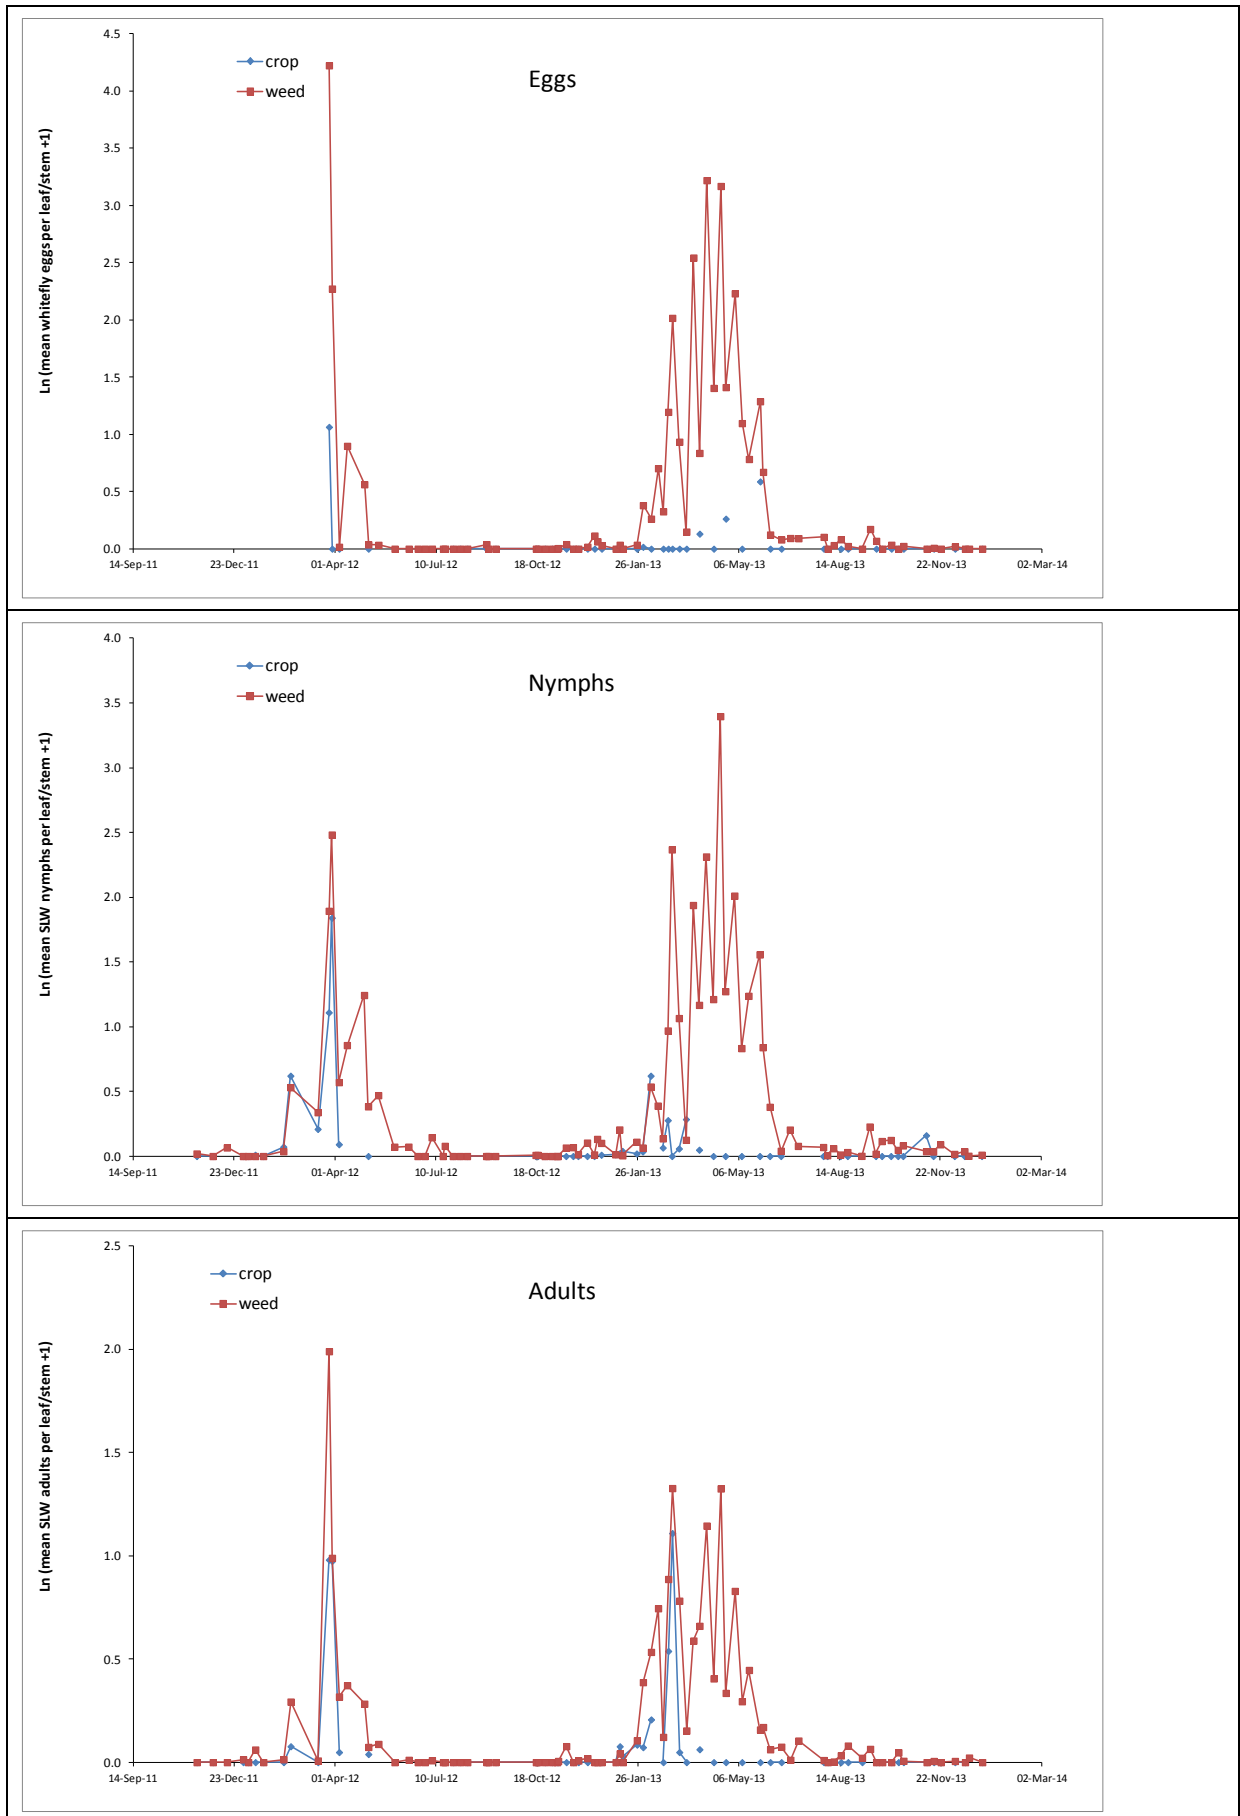 Eggs
crop
weed
Ln (mean whitefly eggs per leaf/stem +1)
4.5
4.0
3.5
3.0
2.5
2.0
1.5
1.0
0.5
0.0
14-Sep-11 23-Dec-11 01-Apr-12 10-Jul-12 18-Oct-12 26-Jan-13 06-May-13 14-Aug-13 22-Nov-13 02-Mar-14
Nymphs
crop
weed
Ln (mean SLW nymphs per leaf/stem +1)
4.0
3.5
3.0
2.5
2.0
1.5
1.0
0.5
0.0
14-Sep-11 23-Dec-11 01-Apr-12 10-Jul-12 18-Oct-12 26-Jan-13 06-May-13 14-Aug-13 22-Nov-13 02-Mar-14
Adults
crop
weed
Ln (mean SLW adults per leaf/stem +1)
2.5
2.0
1.5
1.0
0.5
0.0
14-Sep-11 23-Dec-11 01-Apr-12 10-Jul-12 18-Oct-12 26-Jan-13 06-May-13 14-Aug-13 22-Nov-13 02-Mar-14